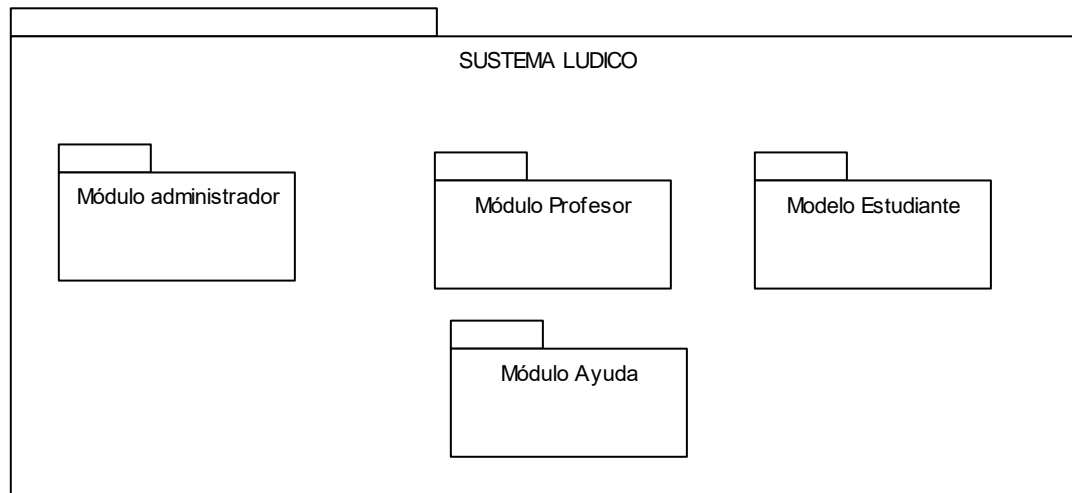 SUSTEMA LUDICO
Módulo administrador
Módulo Profesor
Modelo Estudiante
Módulo Ayuda